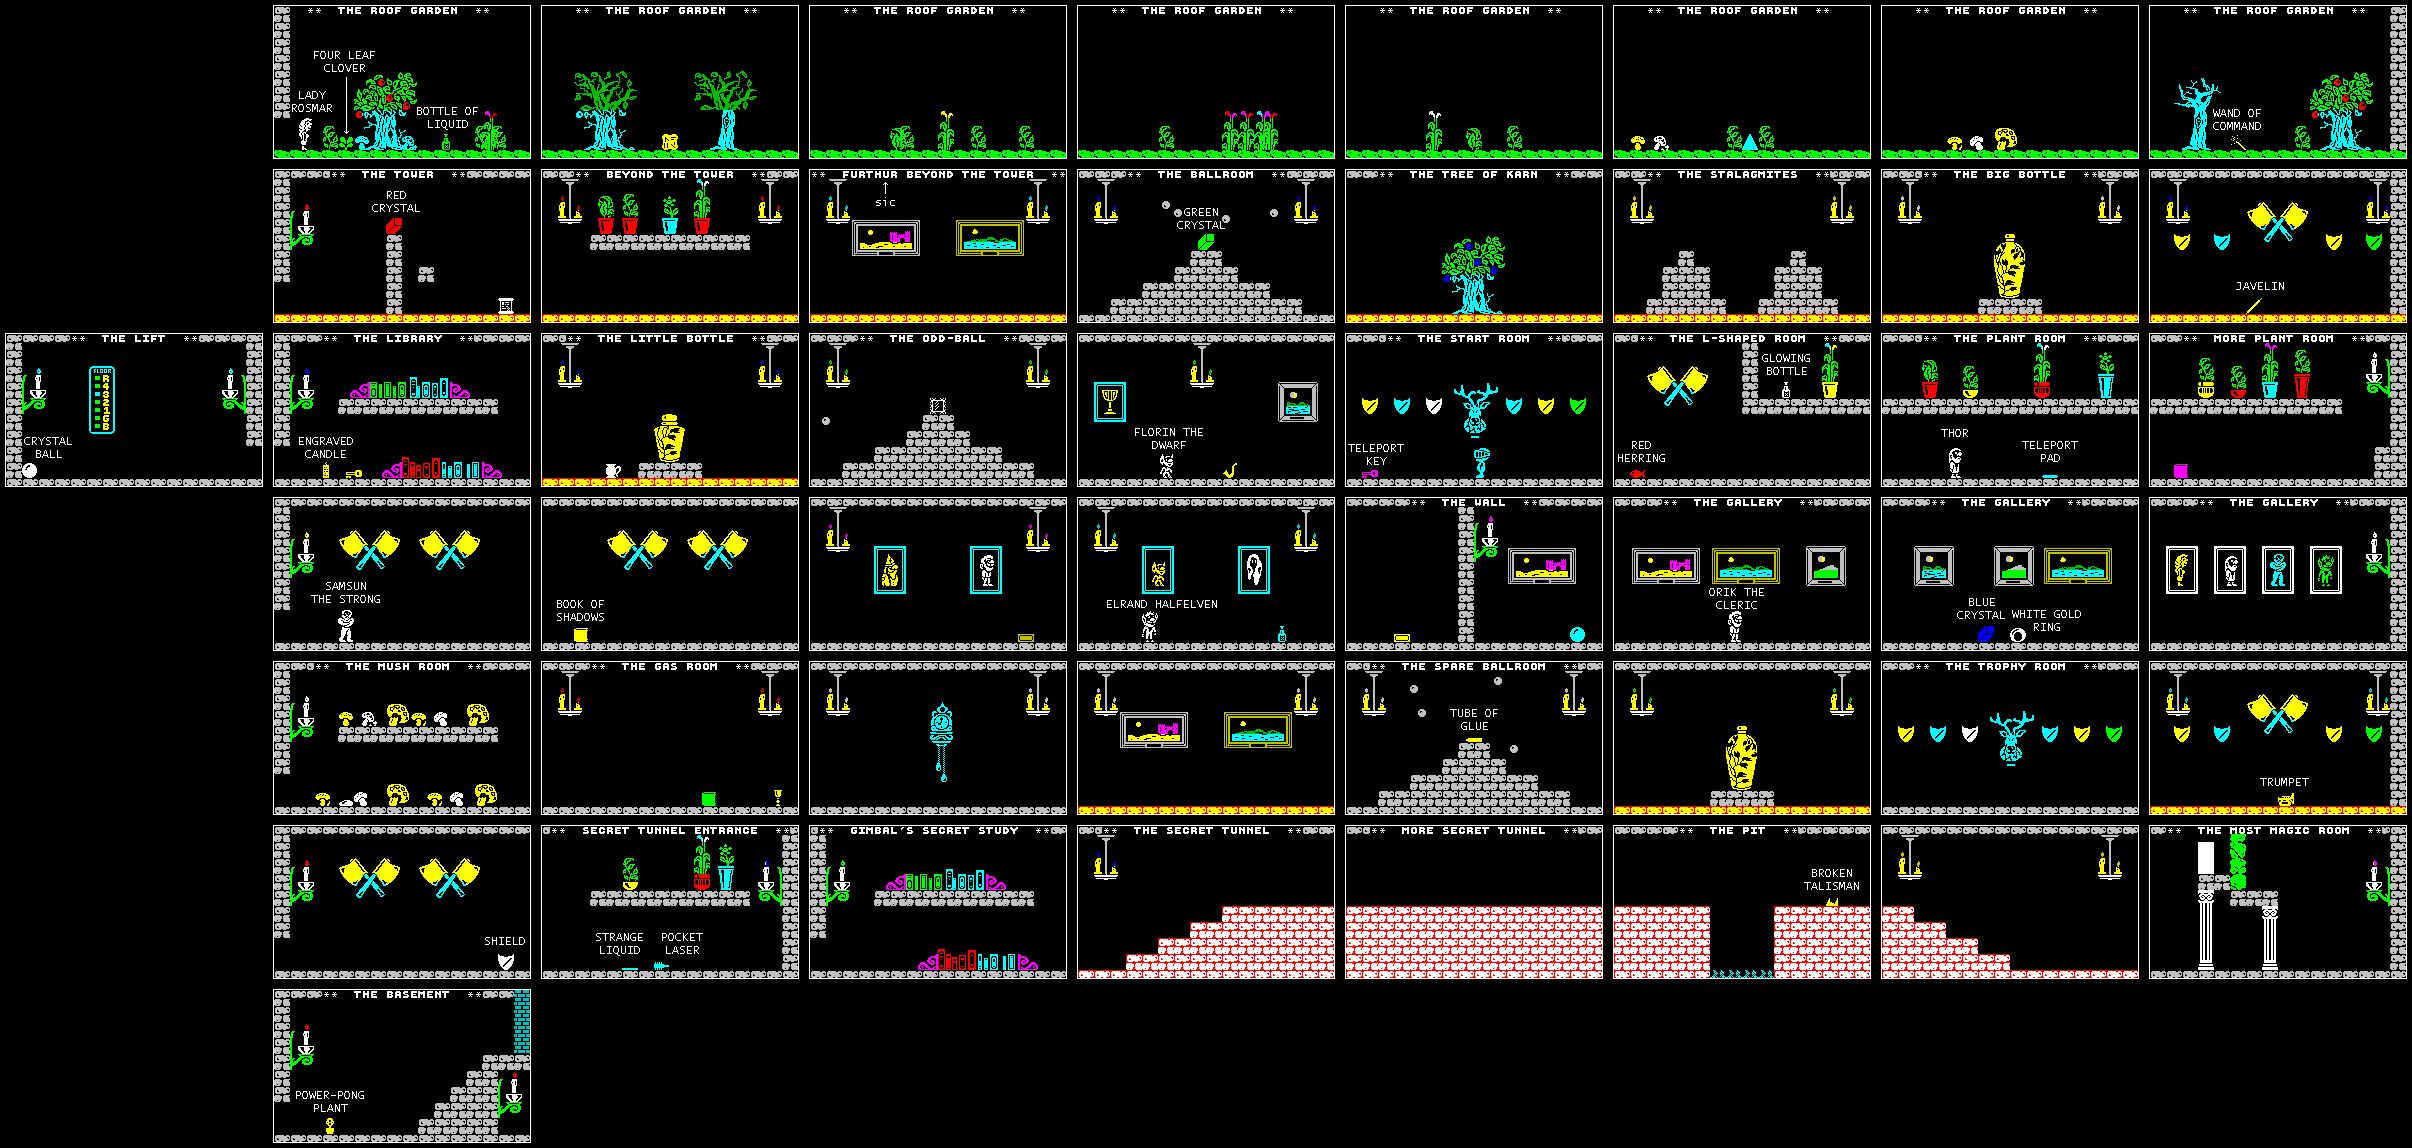 ** THE ROOF GARDEN **
FOUR LEAF
CLOVER
LADY
ROSMAR
BOTTLE OF
LIQUID
** THE ROOF GARDEN **
** THE ROOF GARDEN **
** THE ROOF GARDEN **
** THE ROOF GARDEN **
** THE ROOF GARDEN **
** THE ROOF GARDEN **
** THE ROOF GARDEN **
WAND OF
COMMAND
** THE TOWER **
RED
CRYSTAL
** BEYOND THE TOWER **
** FURTHUR BEYOND THE TOWER **
sic
** THE BALLROOM **
GREEN
CRYSTAL
** THE TREE OF KARN **
** THE STALAGMITES **
** THE BIG BOTTLE **
JAVELIN
** THE LIFT **
FLOOR
R
4
3
2
1
G
B
CRYSTAL
BALL
** THE LIBRARY **
ENGRAVED
CANDLE
** THE LITTLE BOTTLE **
** THE ODD-BALL **
FLORIN THE
DWARF
** THE START ROOM **
TELEPORT
KEY
** THE L-SHAPED ROOM **
GLOWING
BOTTLE
RED
HERRING
** THE PLANT ROOM **
THOR
TELEPORT
PAD
** MORE PLANT ROOM **
SAMSUN
THE STRONG
BOOK OF
SHADOWS
ELRAND HALFELVEN
** THE WALL **
** THE GALLERY **
ORIK THE
CLERIC
** THE GALLERY **
BLUE
CRYSTAL
WHITE GOLD
RING
** THE GALLERY **
** THE MUSH ROOM **
** THE GAS ROOM **
** THE SPARE BALLROOM **
TUBE OF
GLUE
** THE TROPHY ROOM **
TRUMPET
SHIELD
** SECRET TUNNEL ENTRANCE **
STRANGE
LIQUID
POCKET
LASER
** GIMBAL'S SECRET STUDY **
** THE SECRET TUNNEL **
** MORE SECRET TUNNEL **
** THE PIT **
BROKEN
TALISMAN
** THE MOST MAGIC ROOM **
** THE BASEMENT **
POWER-PONG
PLANT